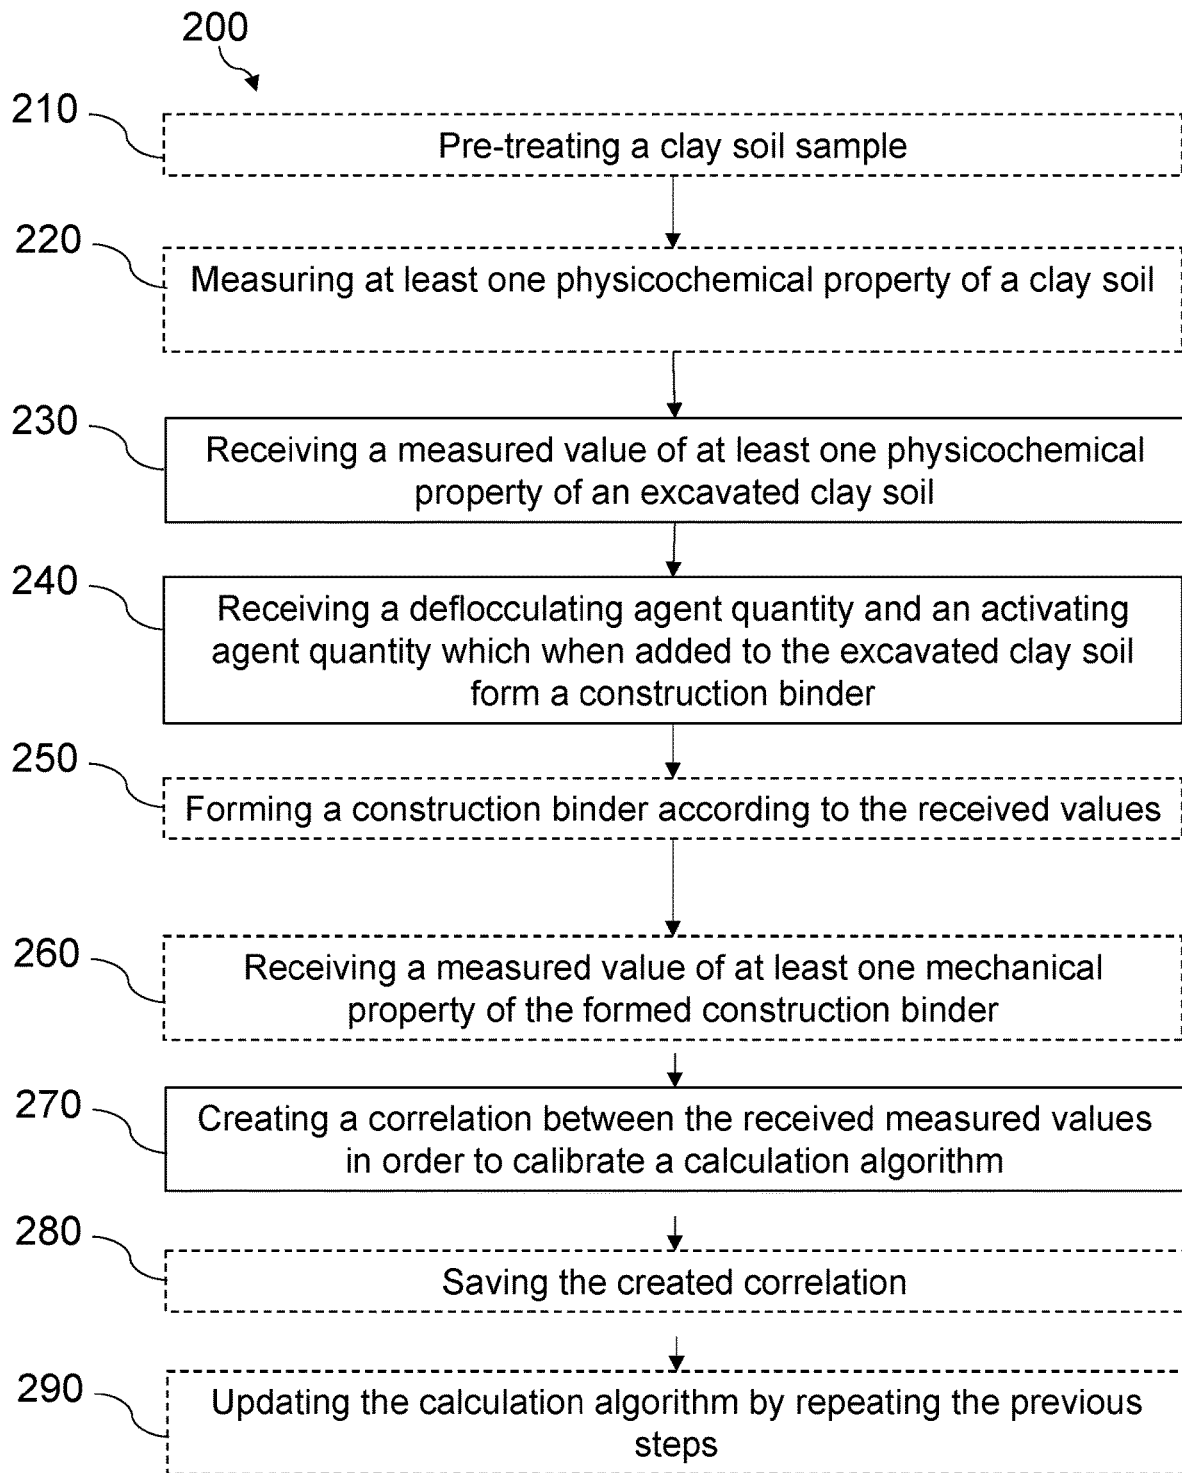 200
210
Pre-treating a clay soil sample
220
Measuring at least one physicochemical property of a clay soil
230
Receiving a measured value of at least one physicochemical
property of an excavated clay soil
240
Receiving a deflocculating agent quantity and an activating
agent quantity which when added to the excavated clay soil
form a construction binder
250
Forming a construction binder according to the received values
260
Receiving a measured value of at least one mechanical
property of the formed construction binder
270
Creating a correlation between the received measured values
in order to calibrate a calculation algorithm
280
Saving the created correlation
290
Updating the calculation algorithm by repeating the previous
steps